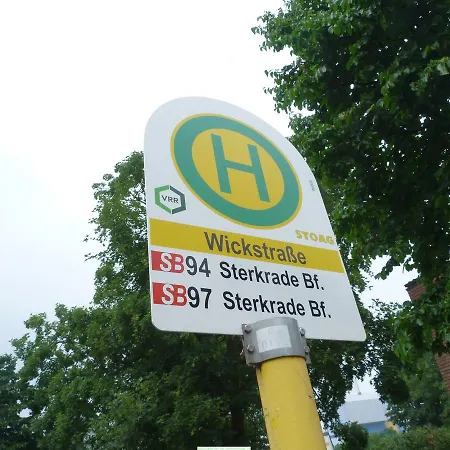 H
VRR
STOAG
Wickstraße
SB94 Sterkrade Bf.
SB97 Sterkrade Bf.